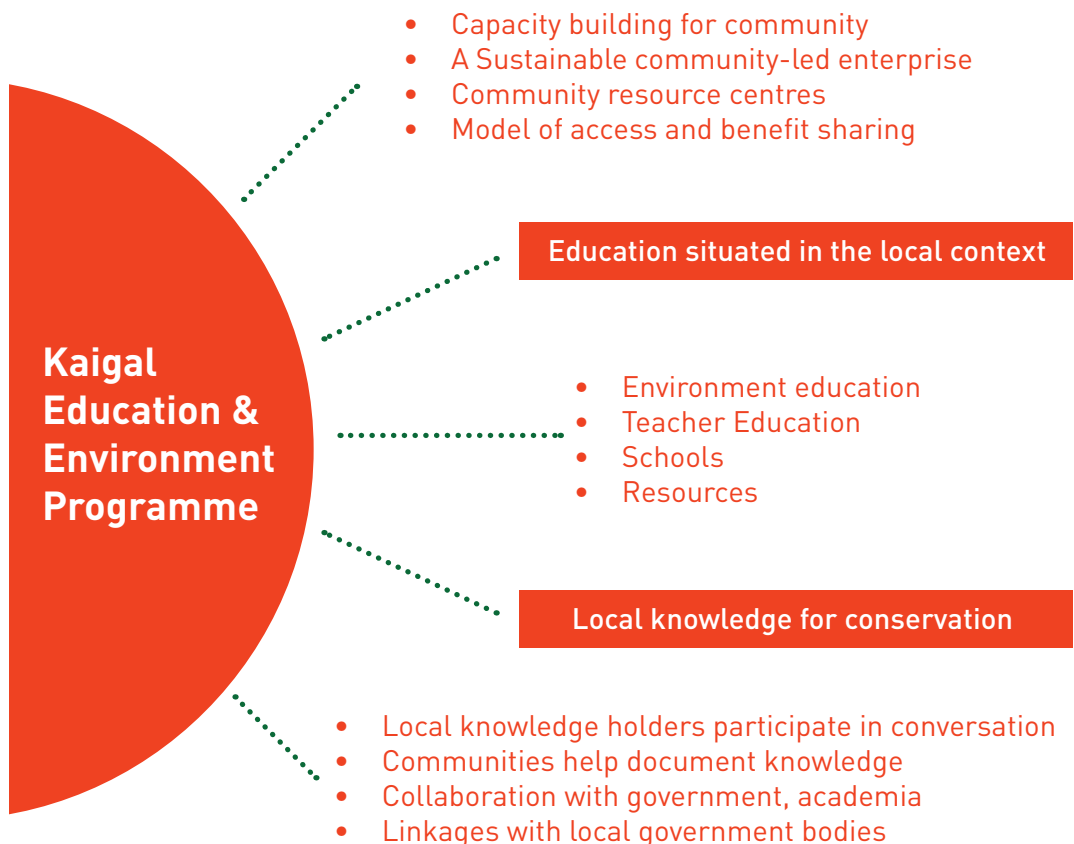 • Capacity building for community
• A Sustainable community-led enterprise
• Community resource centres
• Model of access and benefit sharing
Education situated in the local context
Kaigal
Education &
Environment
Programme
• Environment education
• Teacher Education
• Schools
• Resources
Local knowledge for conservation
• Local knowledge holders participate in conversation
• Communities help document knowledge
• Collaboration with government, academia
• Linkages with local government bodies